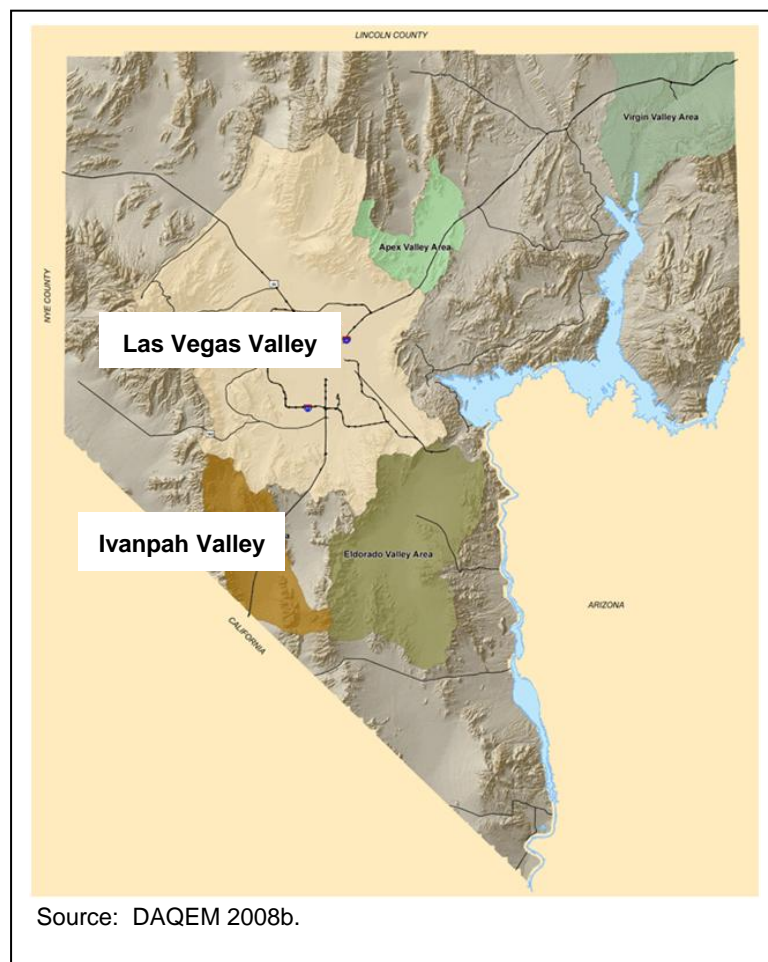 LINCOLN COUNTY
Virgin Valley Area
Apex Valley Area
NYE COUNTY
Las Vegas Valley
Ivanpah Valley
Eldorado Valley Area
ARIZONA
CALIFORNIA
Source: DAQEM 2008b.